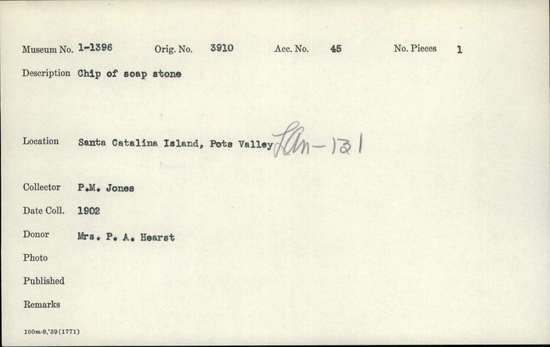 Museum No. 1-1396 Orig. No. 3910 Acc. No. 45 No. Pieces 1
Description Chip of soap stone
Location Santa Catalina Island, Pots Valley LAn-131
Collector P.M. Jones
Date Coll. 1902
Donor Mrs. P. A. Hearst
Photo
Published
Remarks
100m-8,'39(1771)